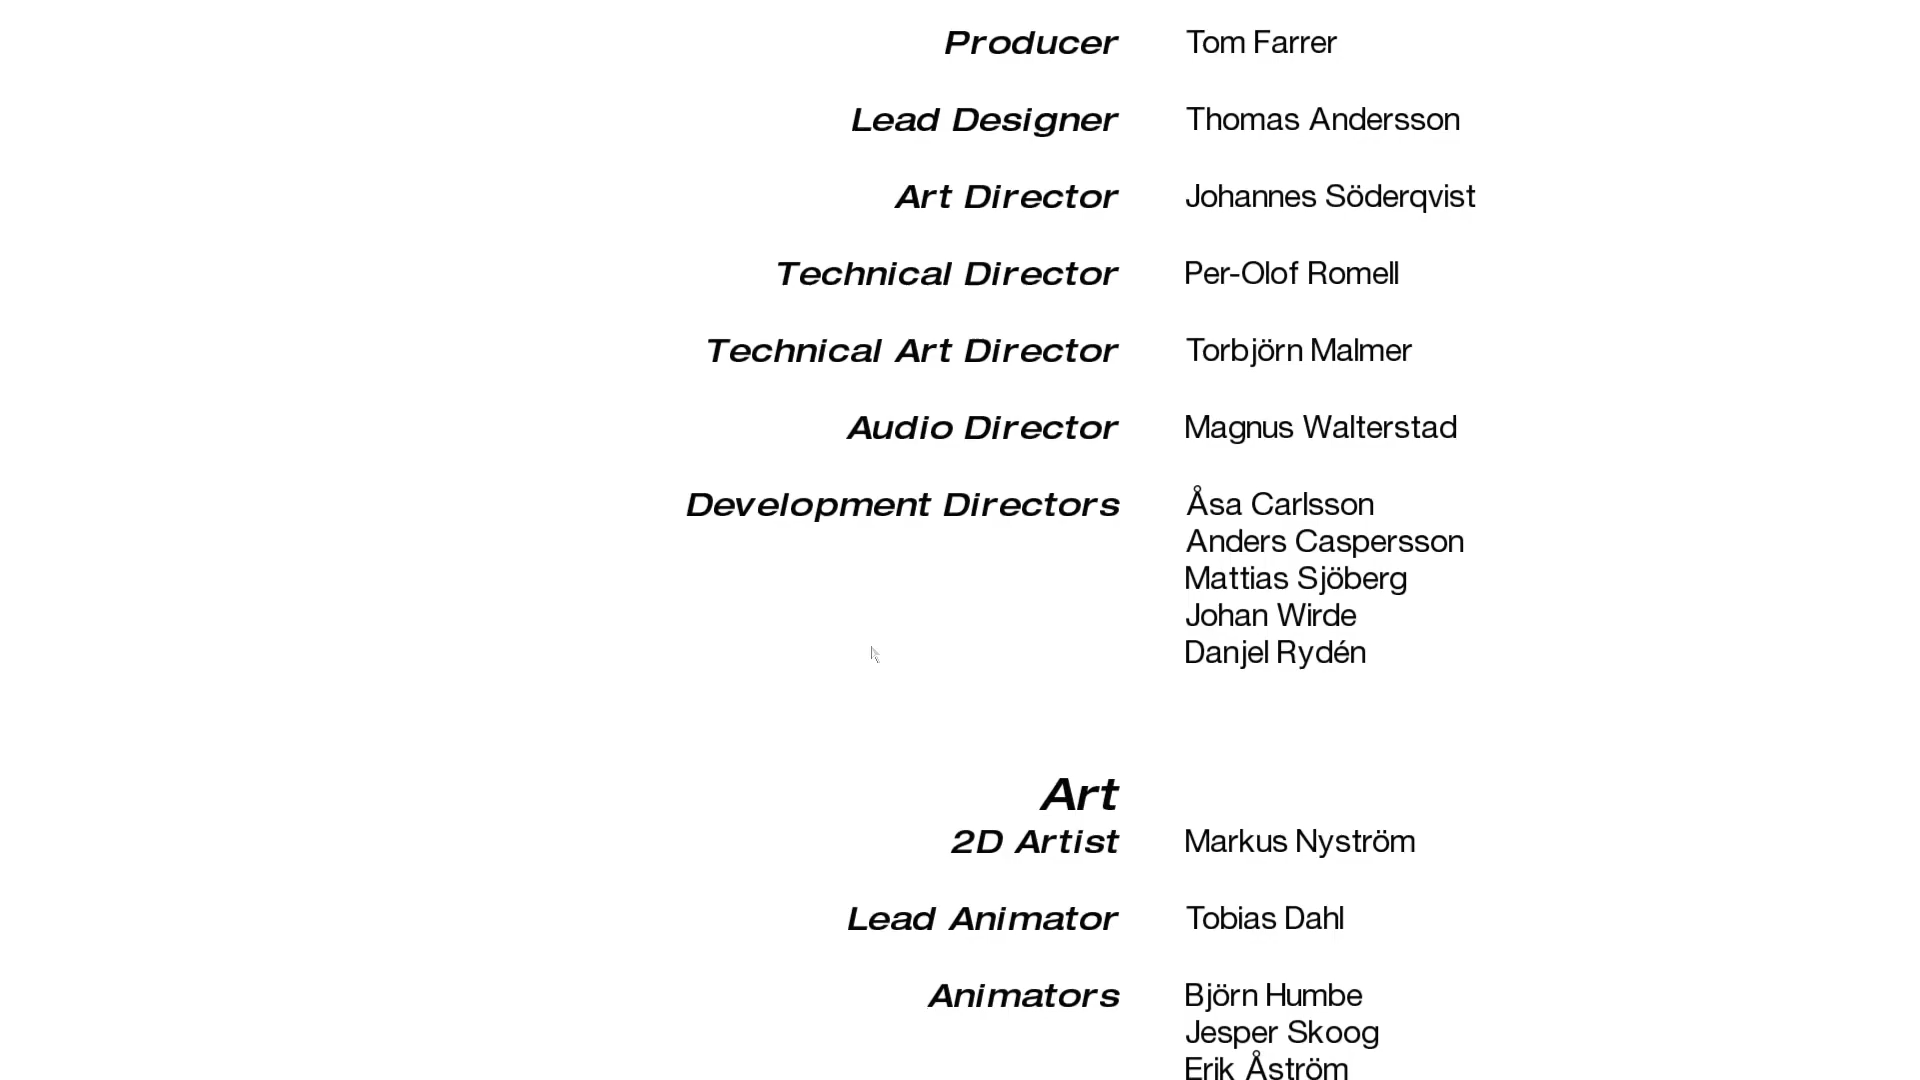 Producer Tom Farrer
Lead Designer Thomas Andersson
Art Director Johannes Söderqvist
Technical Director Per-Olof Romell
Technical Art Director Torbjörn Malmer
Audio Director Magnus Walterstad
Development Directors Åsa Carlsson
Anders Caspersson
Mattias Sjöberg
Johan Wirde
Danjel Rydén
Art
2D Artist Markus Nyström
Lead Animator Tobias Dahl
Animators Björn Humbe
Jesper Skoog
Erik Åström